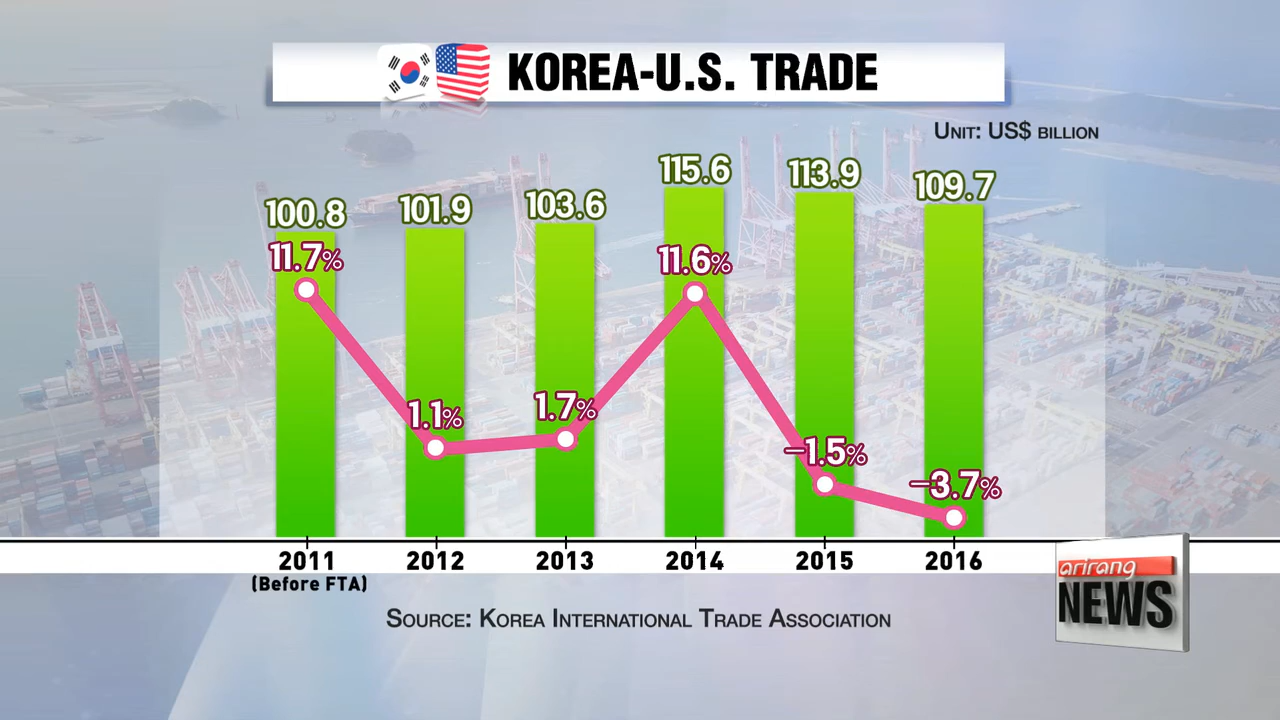 KOREA-U.S. TRADE
UNIT: US$ BILLION
100.8 101.9 103.6 115.6 113.9 109.7
11.7% 1.1% 1.7% 11.6% –1.5% –3.7%
2011 2012 2013 2014 2015 2016
(Before FTA)
SOURCE: KOREA INTERNATIONAL TRADE ASSOCIATION
arirang
NEWS